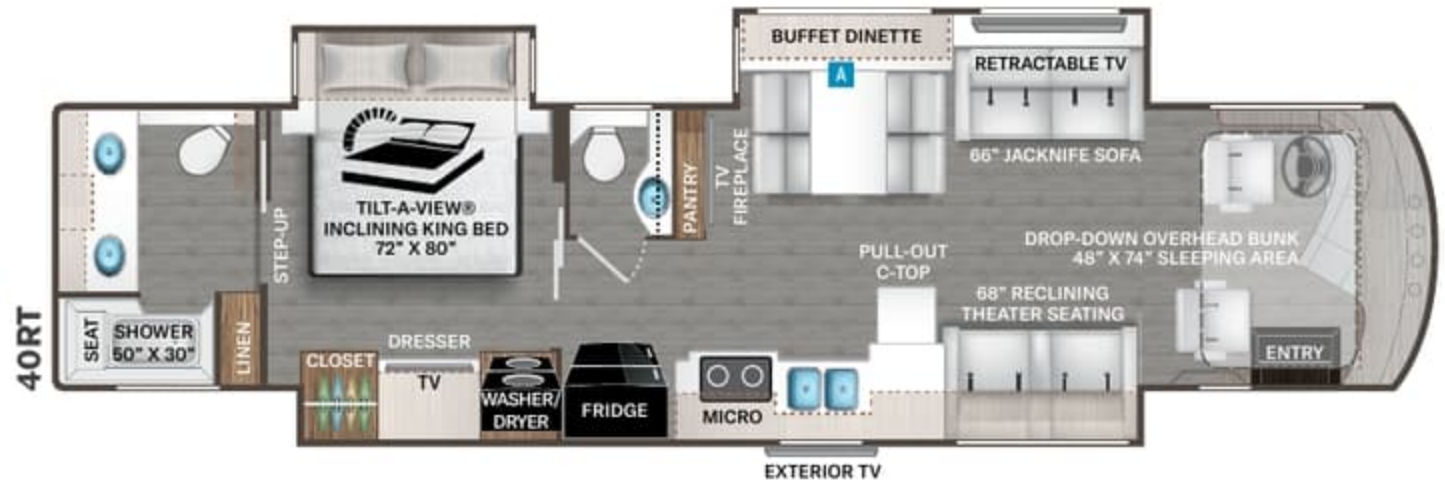 BUFFET DINETTE
A
RETRACTABLE TV
66" JACKNIFE SOFA
TV
FIREPLACE
PANTRY
TILT-A-VIEW®
INCLINING KING BED
72" X 80"
STEP-UP
DROP-DOWN OVERHEAD BUNK
48" X 74" SLEEPING AREA
PULL-OUT
C-TOP
68" RECLINING
THEATER SEATING
ENTRY
40RT
SEAT
SHOWER
50" X 30"
LINEN
CLOSET
DRESSER
TV
WASHER/
DRYER
FRIDGE
MICRO
EXTERIOR TV